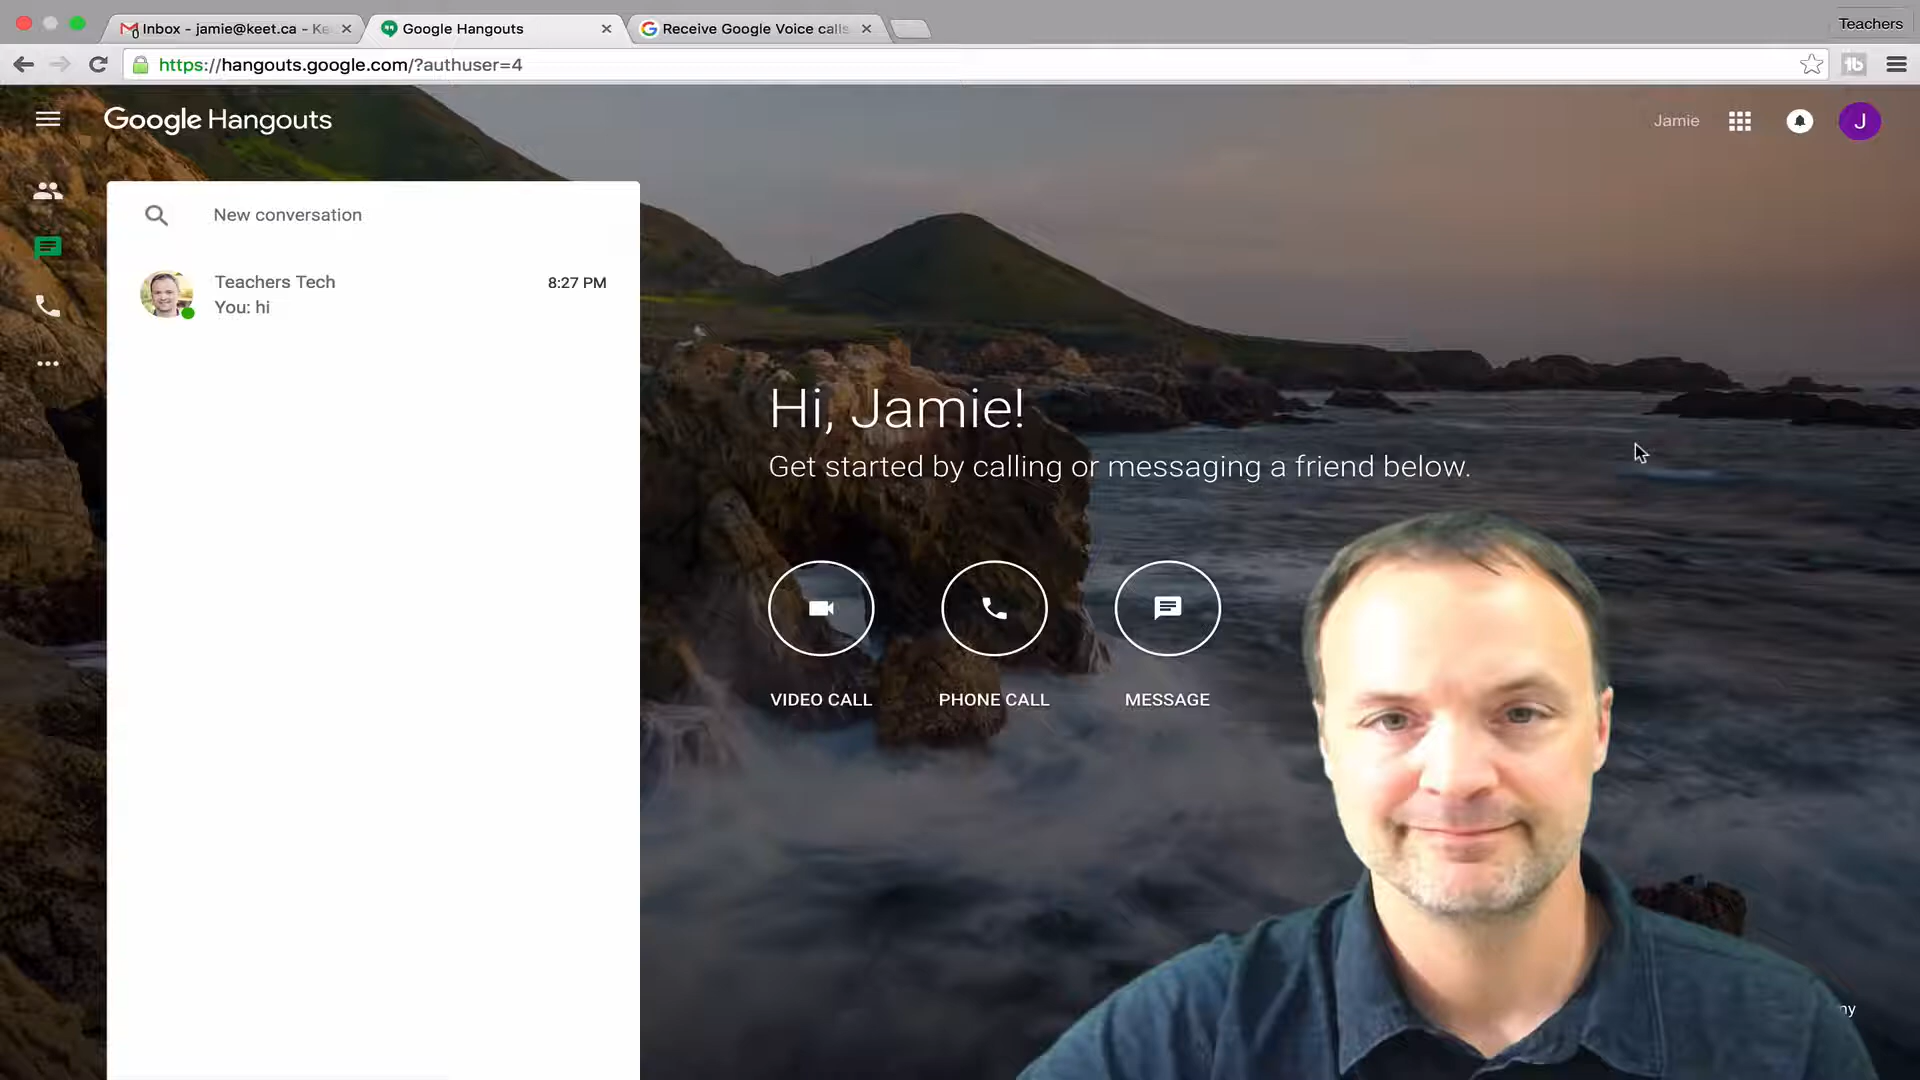 Inbox - jamie@keet.ca - Ke
Google Hangouts
Receive Google Voice calls
Teachers
https://hangouts.google.com/?authuser=4
Google Hangouts
Jamie
J
New conversation
Teachers Tech
8:27 PM
You: hi
Hi, Jamie!
Get started by calling or messaging a friend below.
VIDEO CALL
PHONE CALL
MESSAGE